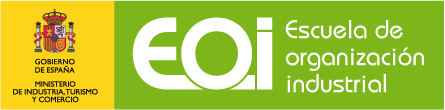 GOBIERNO
DE ESPAÑA
MINISTERIO
DE INDUSTRIA, TURISMO
Y COMERCIO
EOi
Escuela de
organización
industrial